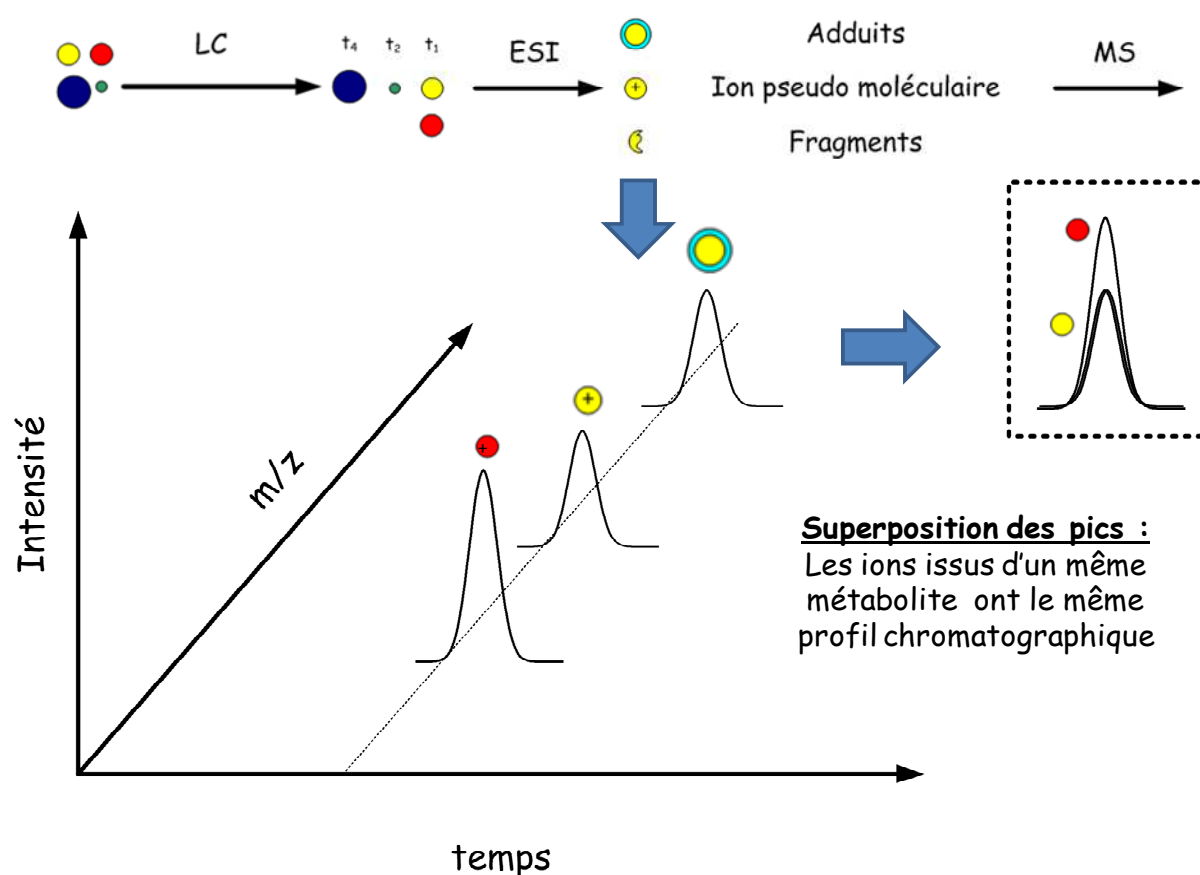 LC
t₄ t₂ t₁
ESI
Adduits
Ion pseudo moléculaire
Fragments
MS
+
Intensité
m/z
+
+
Superposition des pics :
Les ions issus d'un même
métabolite ont le même
profil chromatographique
temps